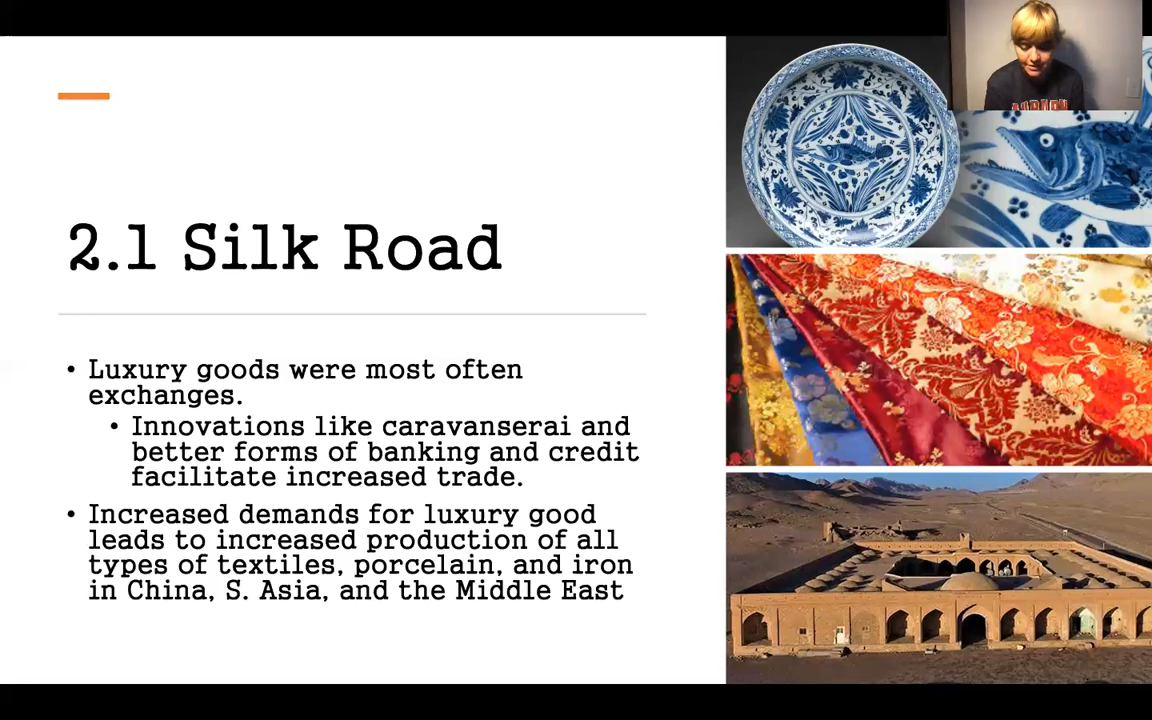 2.1 Silk Road
• Luxury goods were most often
exchanges.
• Innovations like caravanserai and
better forms of banking and credit
facilitate increased trade.
• Increased demands for luxury good
leads to increased production of all
types of textiles, porcelain, and iron
in China, S. Asia, and the Middle East